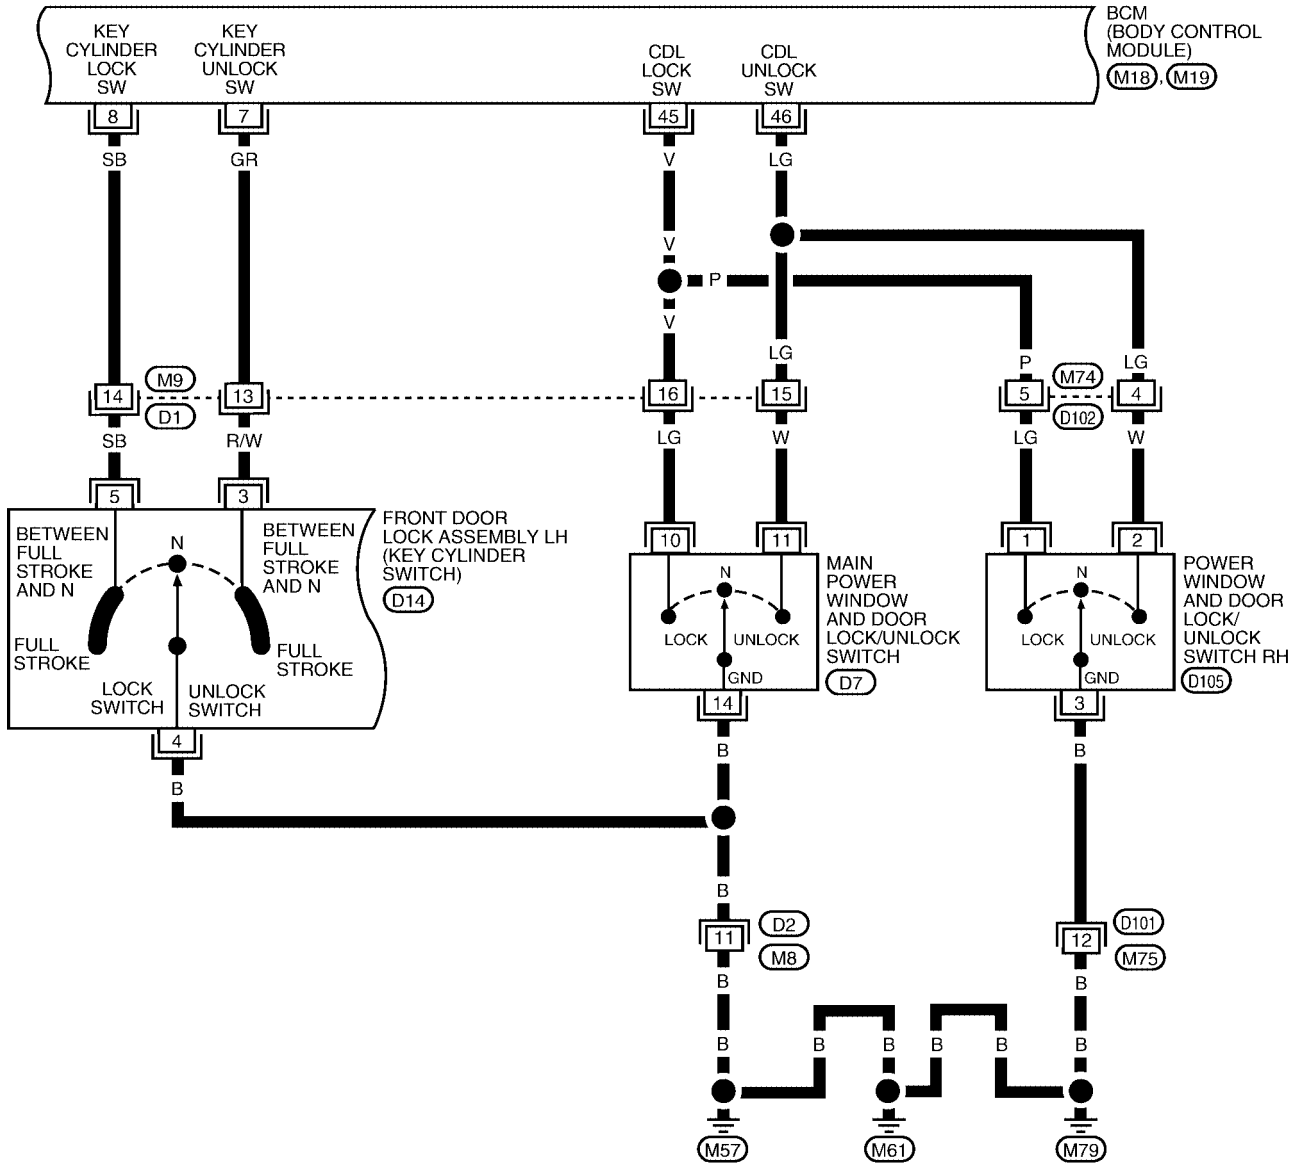 BCM
(BODY CONTROL
MODULE)
M18, M19
KEY
CYLINDER
LOCK
SW
KEY
CYLINDER
UNLOCK
SW
CDL
LOCK
SW
CDL
UNLOCK
SW
8
7
45
46
SB
GR
V
LG
V
P
V
LG
P
LG
14
M9
D1
13
16
15
5
M74
D102
4
SB
R/W
LG
W
LG
W
5
3
10
11
1
2
BETWEEN
FULL
STROKE
AND N
N
BETWEEN
FULL
STROKE
AND N
FULL
STROKE
FULL
STROKE
LOCK
SWITCH
UNLOCK
SWITCH
FRONT DOOR
LOCK ASSEMBLY LH
(KEY CYLINDER
SWITCH)
D14
N
LOCK
UNLOCK
GND
MAIN
POWER
WINDOW
AND DOOR
LOCK/UNLOCK
SWITCH
D7
N
LOCK
UNLOCK
GND
POWER
WINDOW
AND DOOR
LOCK/
UNLOCK
SWITCH RH
D105
4
14
3
B
B
B
B
11
D2
M8
12
D101
M75
B
B
B
B
B
B
B
B
M57
M61
M79